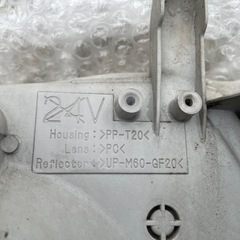 24V
Housing:>PP-T20<
Lens:>PC<
Reflector:>UP-M60-GF20<